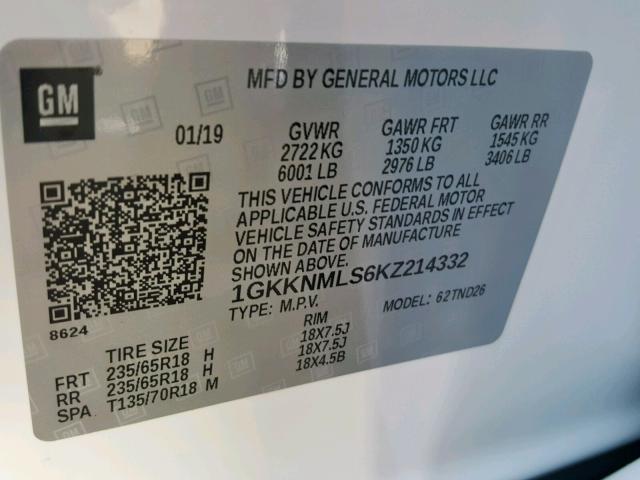 GM
MFD BY GENERAL MOTORS LLC
01/19 GVWR GAWR FRT GAWR RR
2722 KG 1350 KG 1545 KG
6001 LB 2976 LB 3406 LB
THIS VEHICLE CONFORMS TO ALL
APPLICABLE U.S. FEDERAL MOTOR
VEHICLE SAFETY STANDARDS IN EFFECT
ON THE DATE OF MANUFACTURE
SHOWN ABOVE.
1GKKNMLS6KZ214332
TYPE: M.P.V. MODEL: 62TND26
8624
TIRE SIZE RIM
FRT 235/65R18 H 18X7.5J
RR 235/65R18 H 18X7.5J
SPA. T135/70R18 M 18X4.5B